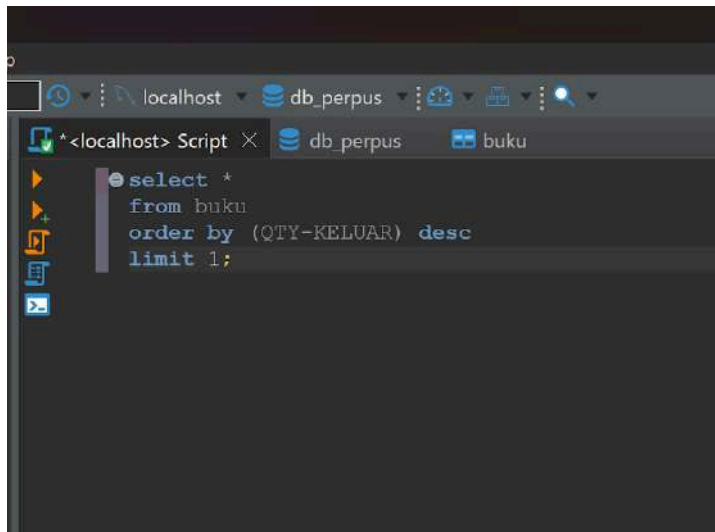 localhost db_perpus
*<localhost> Script db_perpus buku
select *
from buku
order by (QTY-KELUAR) desc
limit 1;